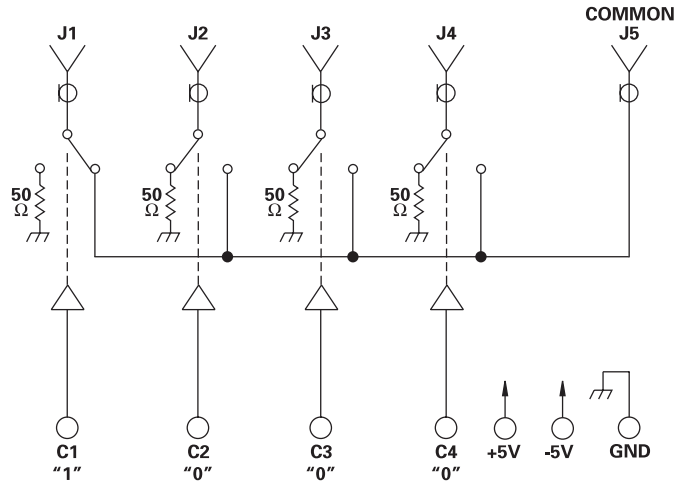 COMMON
J1 J2 J3 J4 J5
50 50 50 50
Ω Ω Ω Ω
C1 C2 C3 C4 +5V -5V GND
“1” “0” “0” “0”